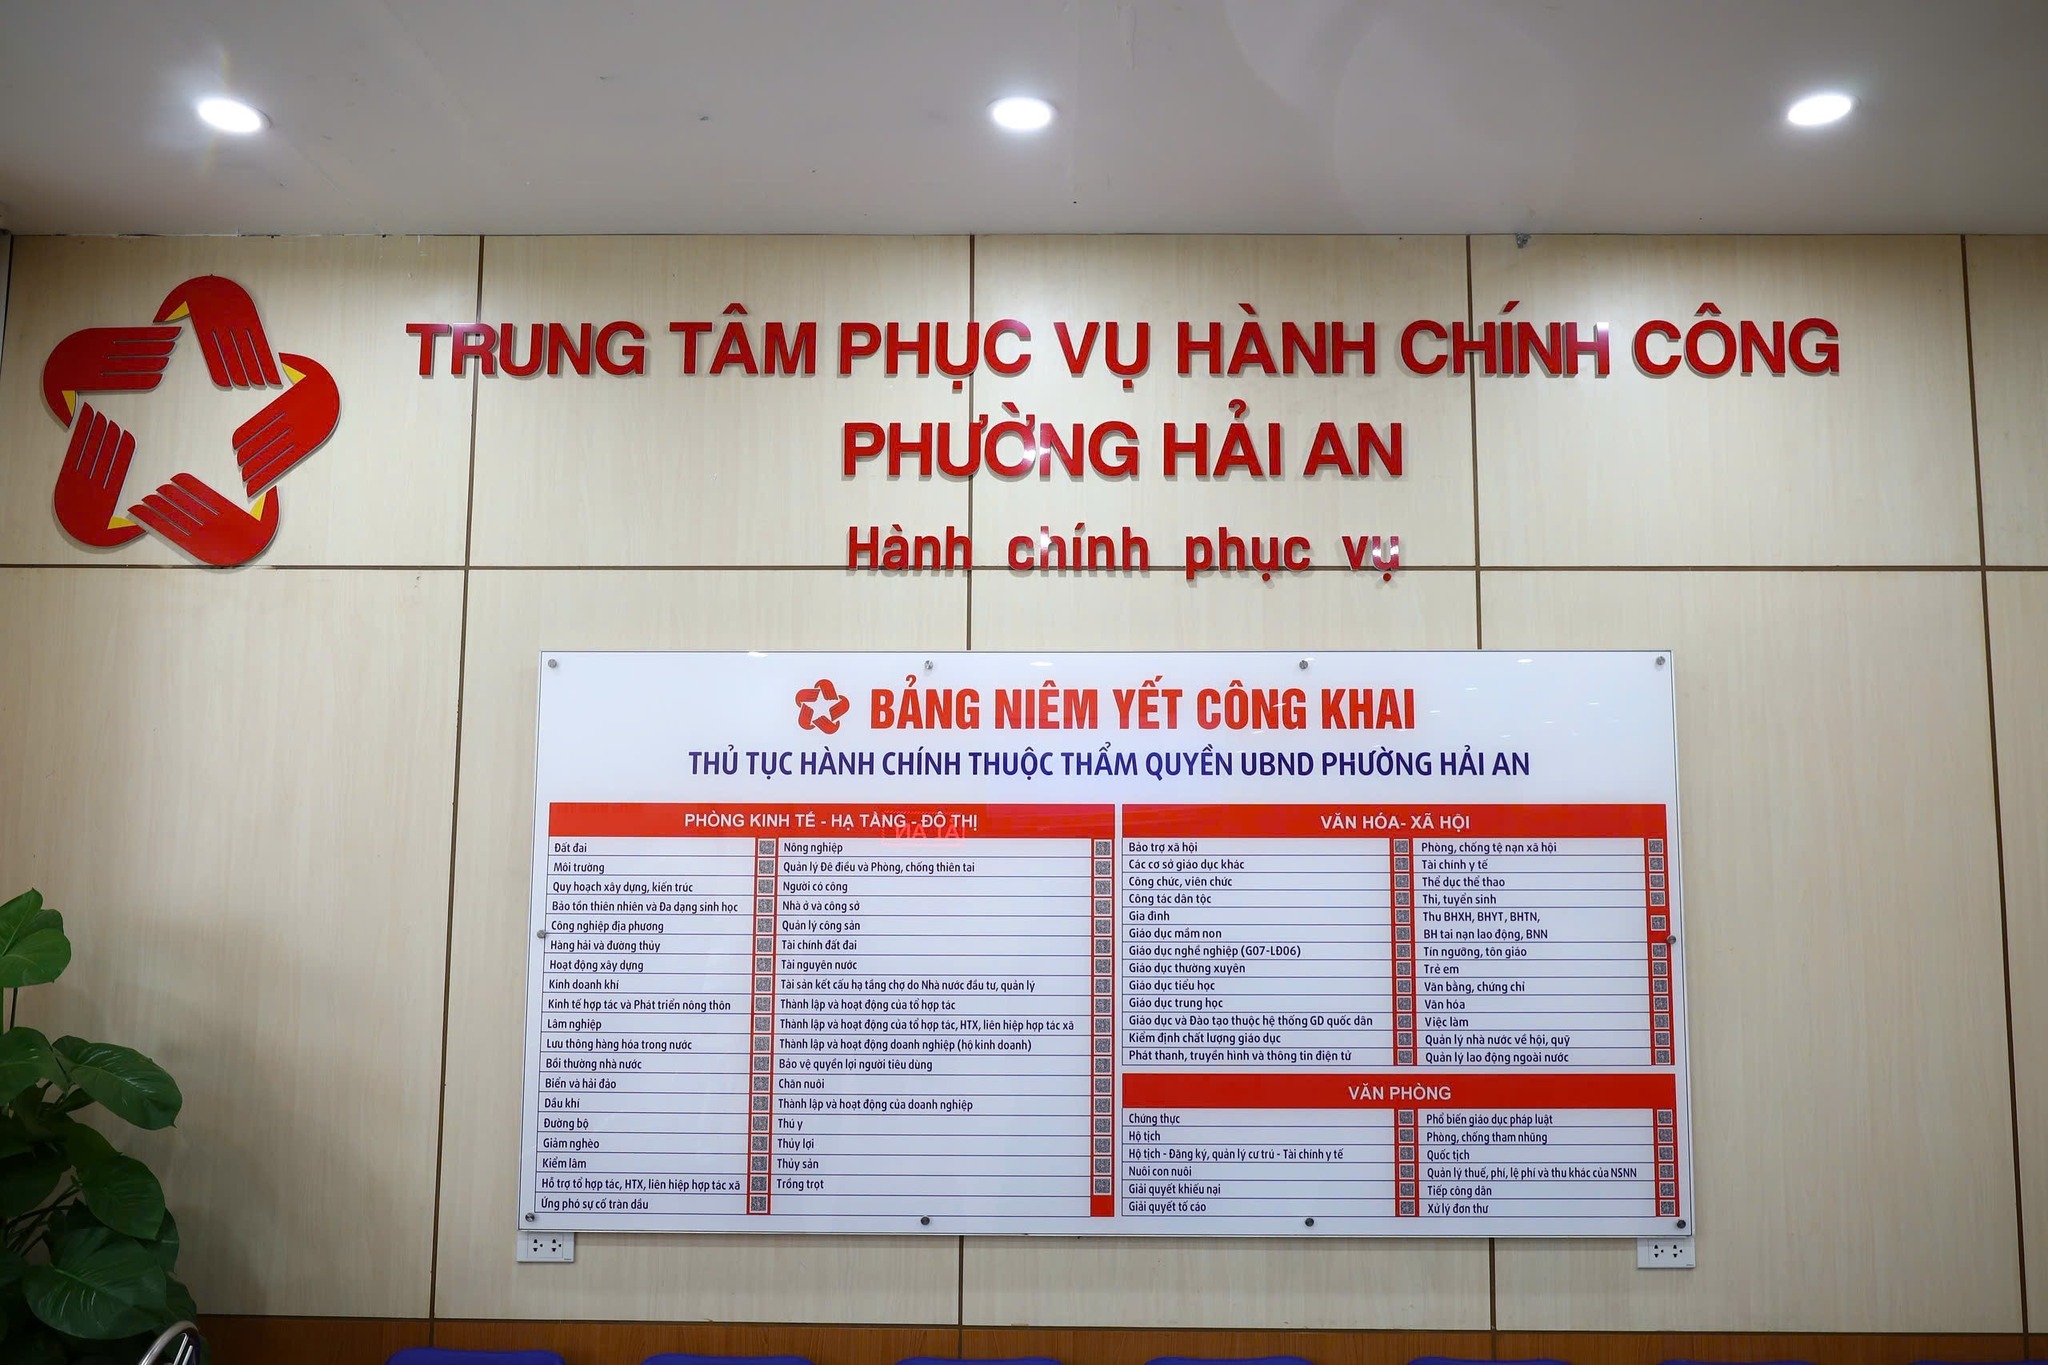 TRUNG TÂM PHỤC VỤ HÀNH CHÍNH CÔNG
PHƯỜNG HẢI AN
Hành chính phục vụ
BẢNG NIÊM YẾT CÔNG KHAI
THỦ TỤC HÀNH CHÍNH THUỘC THẨM QUYỀN UBND PHƯỜNG HẢI AN
PHÒNG KINH TẾ - HẠ TẦNG - ĐÔ THỊ
Đất đai
Môi trường
Quy hoạch xây dựng, kiến trúc
Bảo tồn thiên nhiên và Đa dạng sinh học
Công nghiệp địa phương
Hàng hải và đường thủy
Hoạt động xây dựng
Kinh doanh khí
Kinh tế hợp tác và Phát triển nông thôn
Lâm nghiệp
Lưu thông hàng hóa trong nước
Bồi thường nhà nước
Biển và hải đảo
Dầu khí
Đường bộ
Giảm nghèo
Kiểm lâm
Hỗ trợ tổ hợp tác, HTX, liên hiệp hợp tác xã
Ứng phó sự cố tràn dầu
Nông nghiệp
Quản lý Đê điều và Phòng, chống thiên tai
Người có công
Nhà ở và công sở
Quản lý công sản
Tài chính đất đai
Tài nguyên nước
Tài sản kết cấu hạ tầng chợ do Nhà nước đầu tư, quản lý
Thành lập và hoạt động của tổ hợp tác
Thành lập và hoạt động của tổ hợp tác, HTX, liên hiệp hợp tác xã
Thành lập và hoạt động doanh nghiệp (hộ kinh doanh)
Bảo vệ quyền lợi người tiêu dùng
Chăn nuôi
Thành lập và hoạt động của doanh nghiệp
Thú y
Thủy lợi
Thủy sản
Trồng trọt
VĂN HÓA- XÃ HỘI
Bảo trợ xã hội
Các cơ sở giáo dục khác
Công chức, viên chức
Công tác dân tộc
Gia đình
Giáo dục mầm non
Giáo dục nghề nghiệp (G07-LĐ06)
Giáo dục thường xuyên
Giáo dục tiểu học
Giáo dục trung học
Giáo dục và Đào tạo thuộc hệ thống GD quốc dân
Kiểm định chất lượng giáo dục
Phát thanh, truyền hình và thông tin điện tử
Phòng, chống tệ nạn xã hội
Tài chính y tế
Thể dục thể thao
Thi, tuyển sinh
Thu BHXH, BHYT, BHTN,
BH tai nạn lao động, BNN
Tín ngưỡng, tôn giáo
Trẻ em
Văn bằng, chứng chỉ
Văn hóa
Việc làm
Quản lý nhà nước về hội, quỹ
Quản lý lao động ngoài nước
VĂN PHÒNG
Chứng thực
Hộ tịch
Hộ tịch - Đăng ký, quản lý cư trú - Tài chính y tế
Nuôi con nuôi
Giải quyết khiếu nại
Giải quyết tố cáo
Phổ biến giáo dục pháp luật
Phòng, chống tham nhũng
Quốc tịch
Quản lý thuế, phí, lệ phí và thu khác của NSNN
Tiếp công dân
Xử lý đơn thư